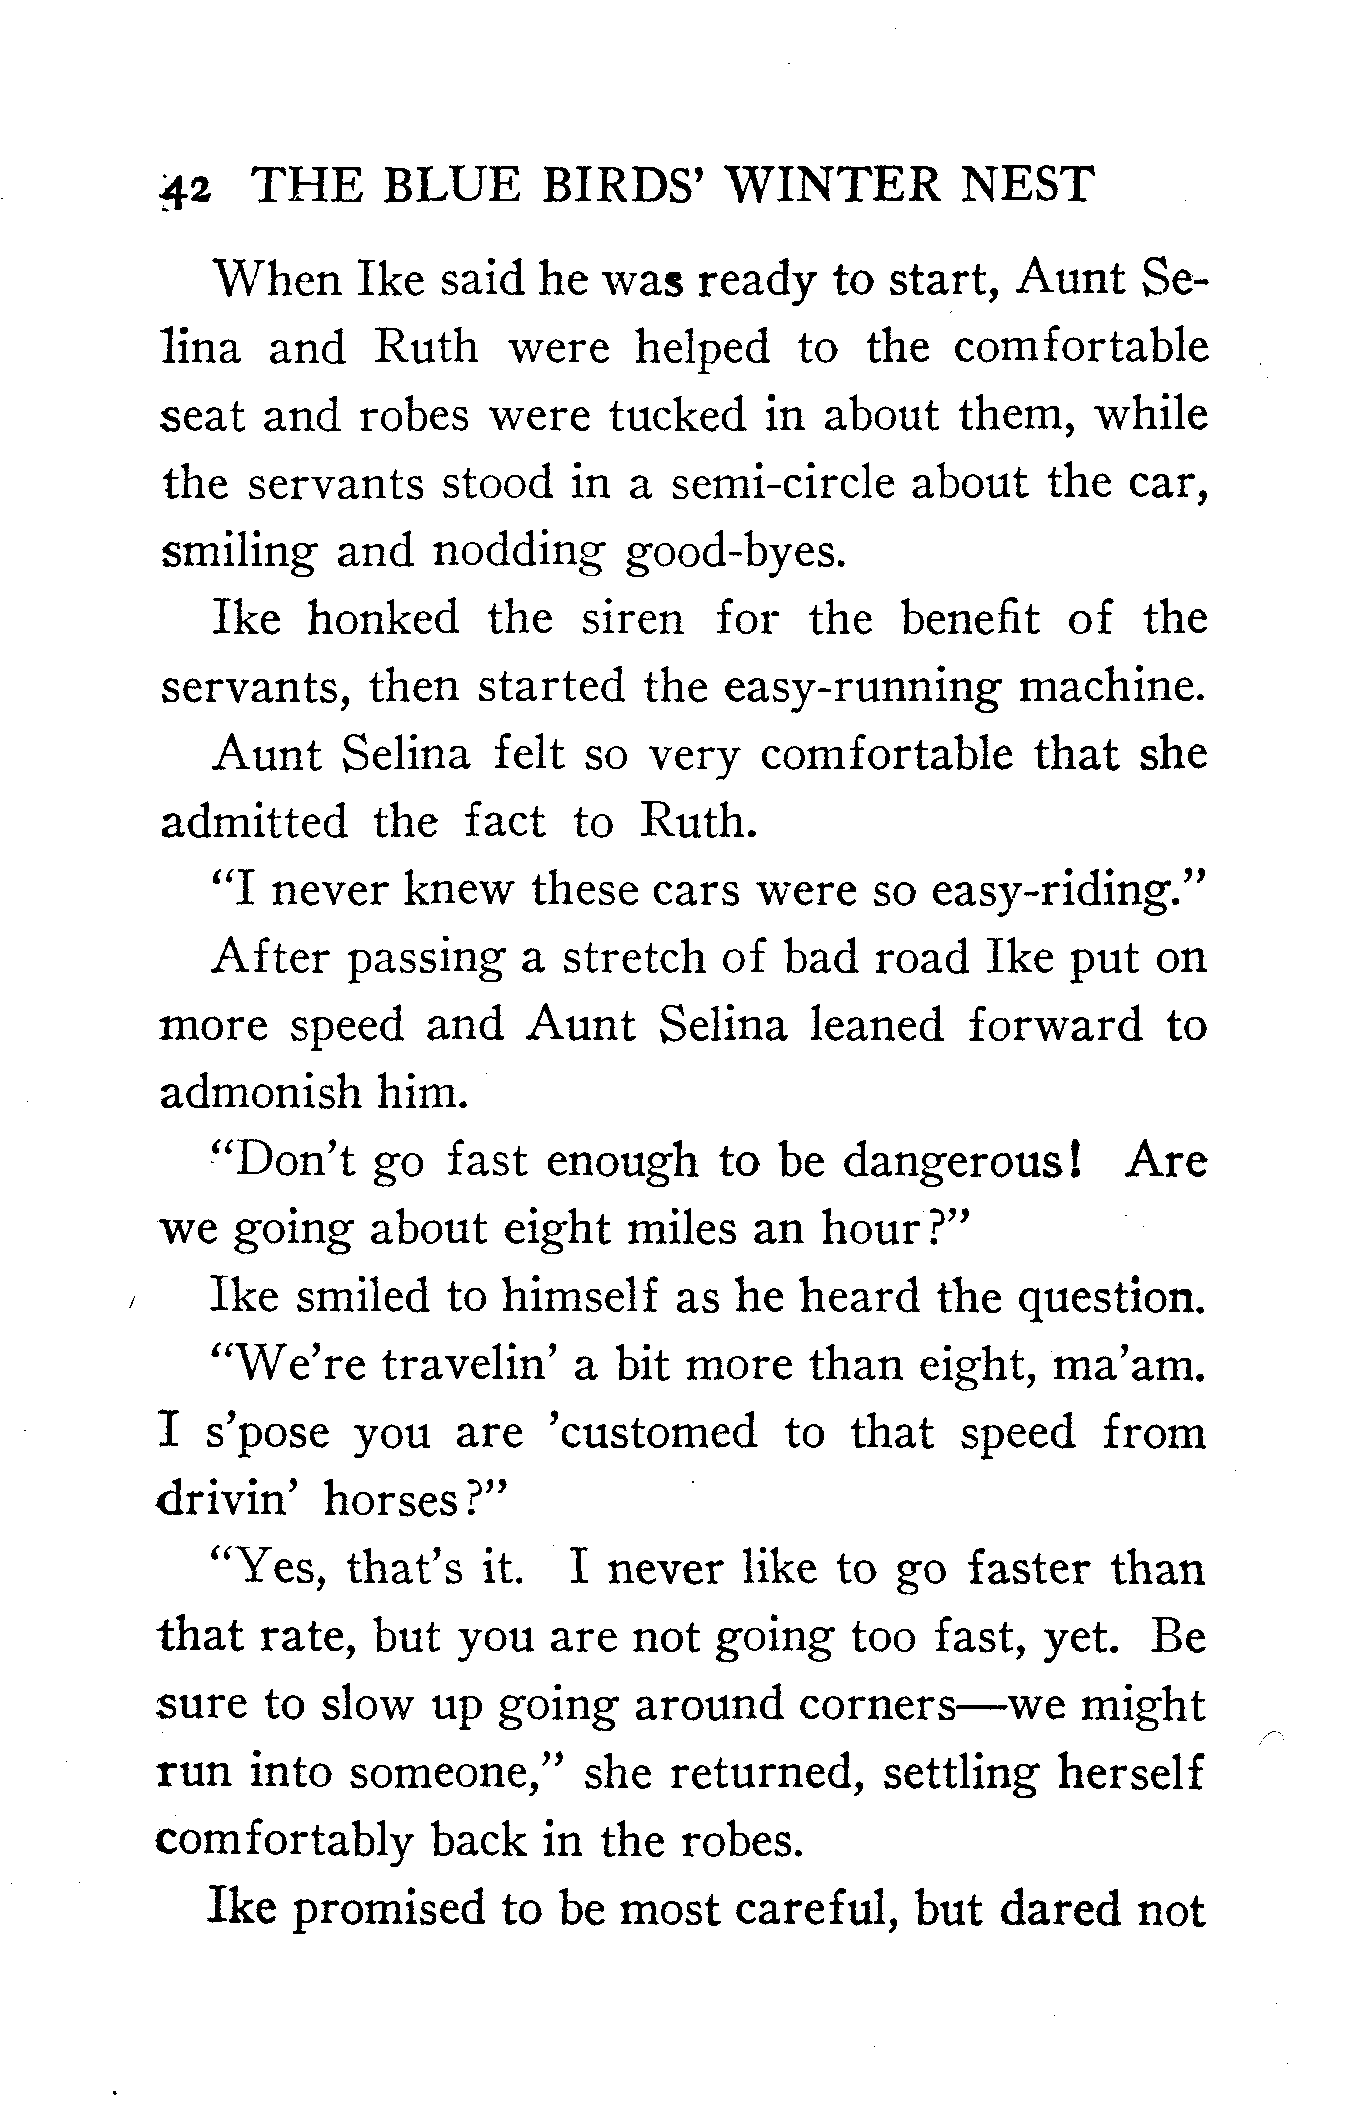 42 THE BLUE BIRDS' WINTER NEST
When Ike said he was ready to start, Aunt Se-
lina and Ruth were helped to the comfortable
seat and robes were tucked in about them, while
the servants stood in a semi-circle about the car,
smiling and nodding good-byes.
Ike honked the siren for the benefit of the
servants, then started the easy-running machine.
Aunt Selina felt so very comfortable that she
admitted the fact to Ruth.
“I never knew these cars were so easy-riding.”
After passing a stretch of bad road Ike put on
more speed and Aunt Selina leaned forward to
admonish him.
“Don’t go fast enough to be dangerous! Are
we going about eight miles an hour?”
Ike smiled to himself as he heard the question.
“We’re travelin’ a bit more than eight, ma’am.
I s’pose you are ’customed to that speed from
drivin’ horses?”
“Yes, that’s it. I never like to go faster than
that rate, but you are not going too fast, yet. Be
sure to slow up going around corners—we might
run into someone,” she returned, settling herself
comfortably back in the robes.
Ike promised to be most careful, but dared not